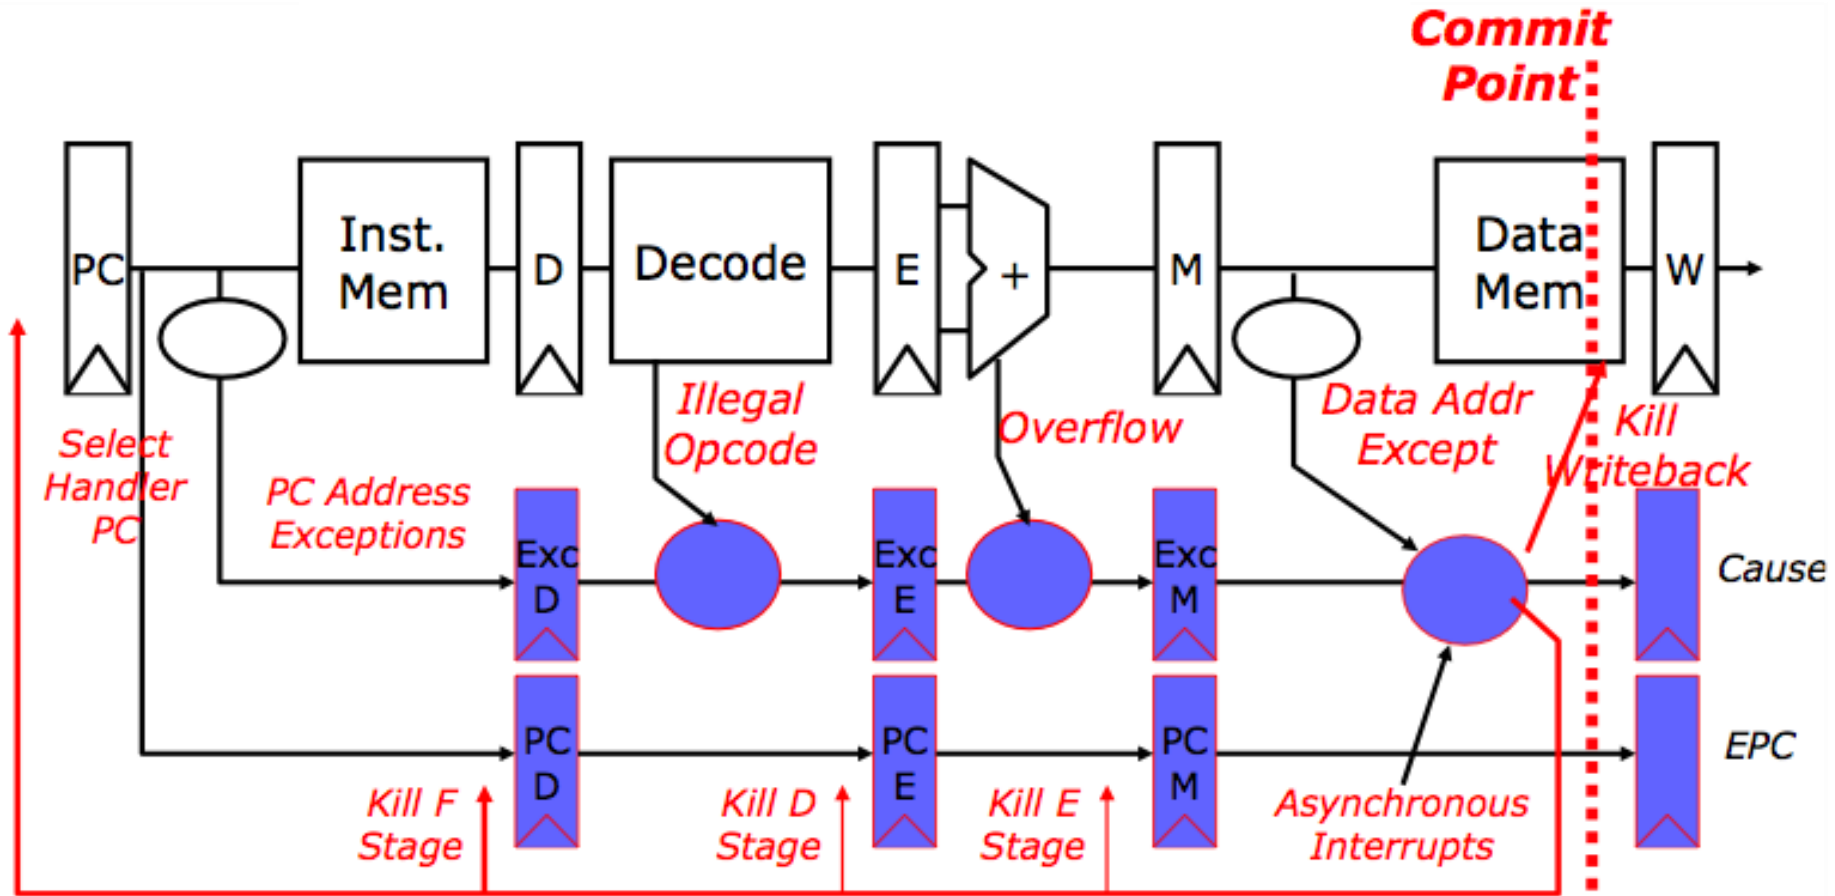 Commit
Point
PC
Inst.
Mem
D
Decode
E
+
M
Data
Mem
W
Select
Handler
PC
PC Address
Exceptions
Illegal
Opcode
Overflow
Data Addr
Except
Kill
Writeback
Exc
D
Exc
E
Exc
M
Cause
PC
D
PC
E
PC
M
EPC
Kill F
Stage
Kill D
Stage
Kill E
Stage
Asynchronous
Interrupts